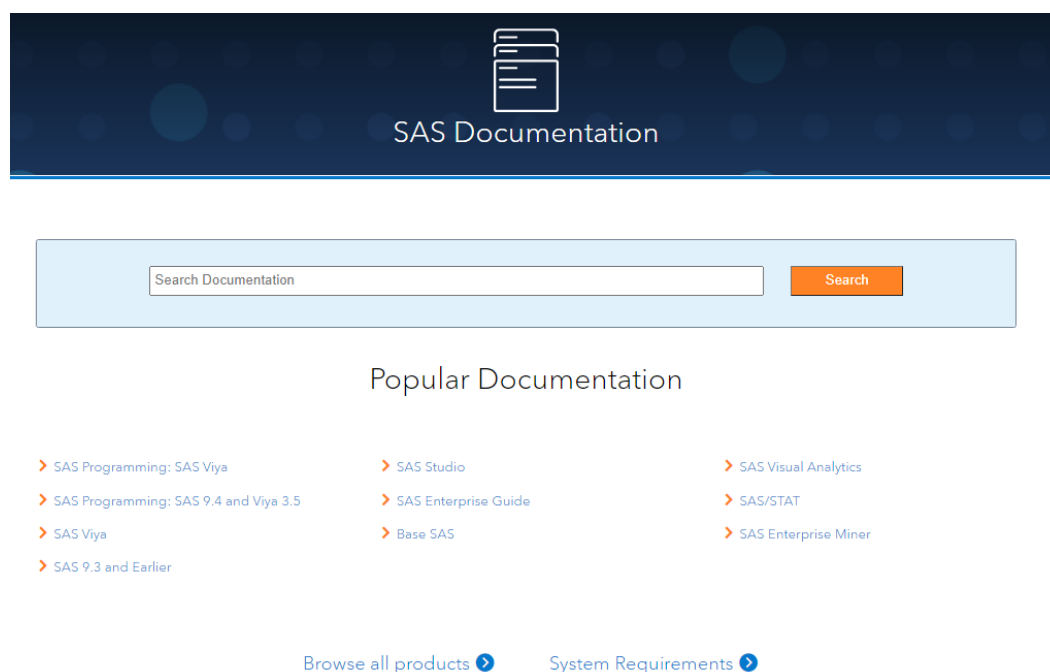 SAS Documentation
Search Documentation
Search
Popular Documentation
SAS Programming: SAS Viya
SAS Studio
SAS Visual Analytics
SAS Programming: SAS 9.4 and Viya 3.5
SAS Enterprise Guide
SAS/STAT
SAS Viya
Base SAS
SAS Enterprise Miner
SAS 9.3 and Earlier
Browse all products
System Requirements